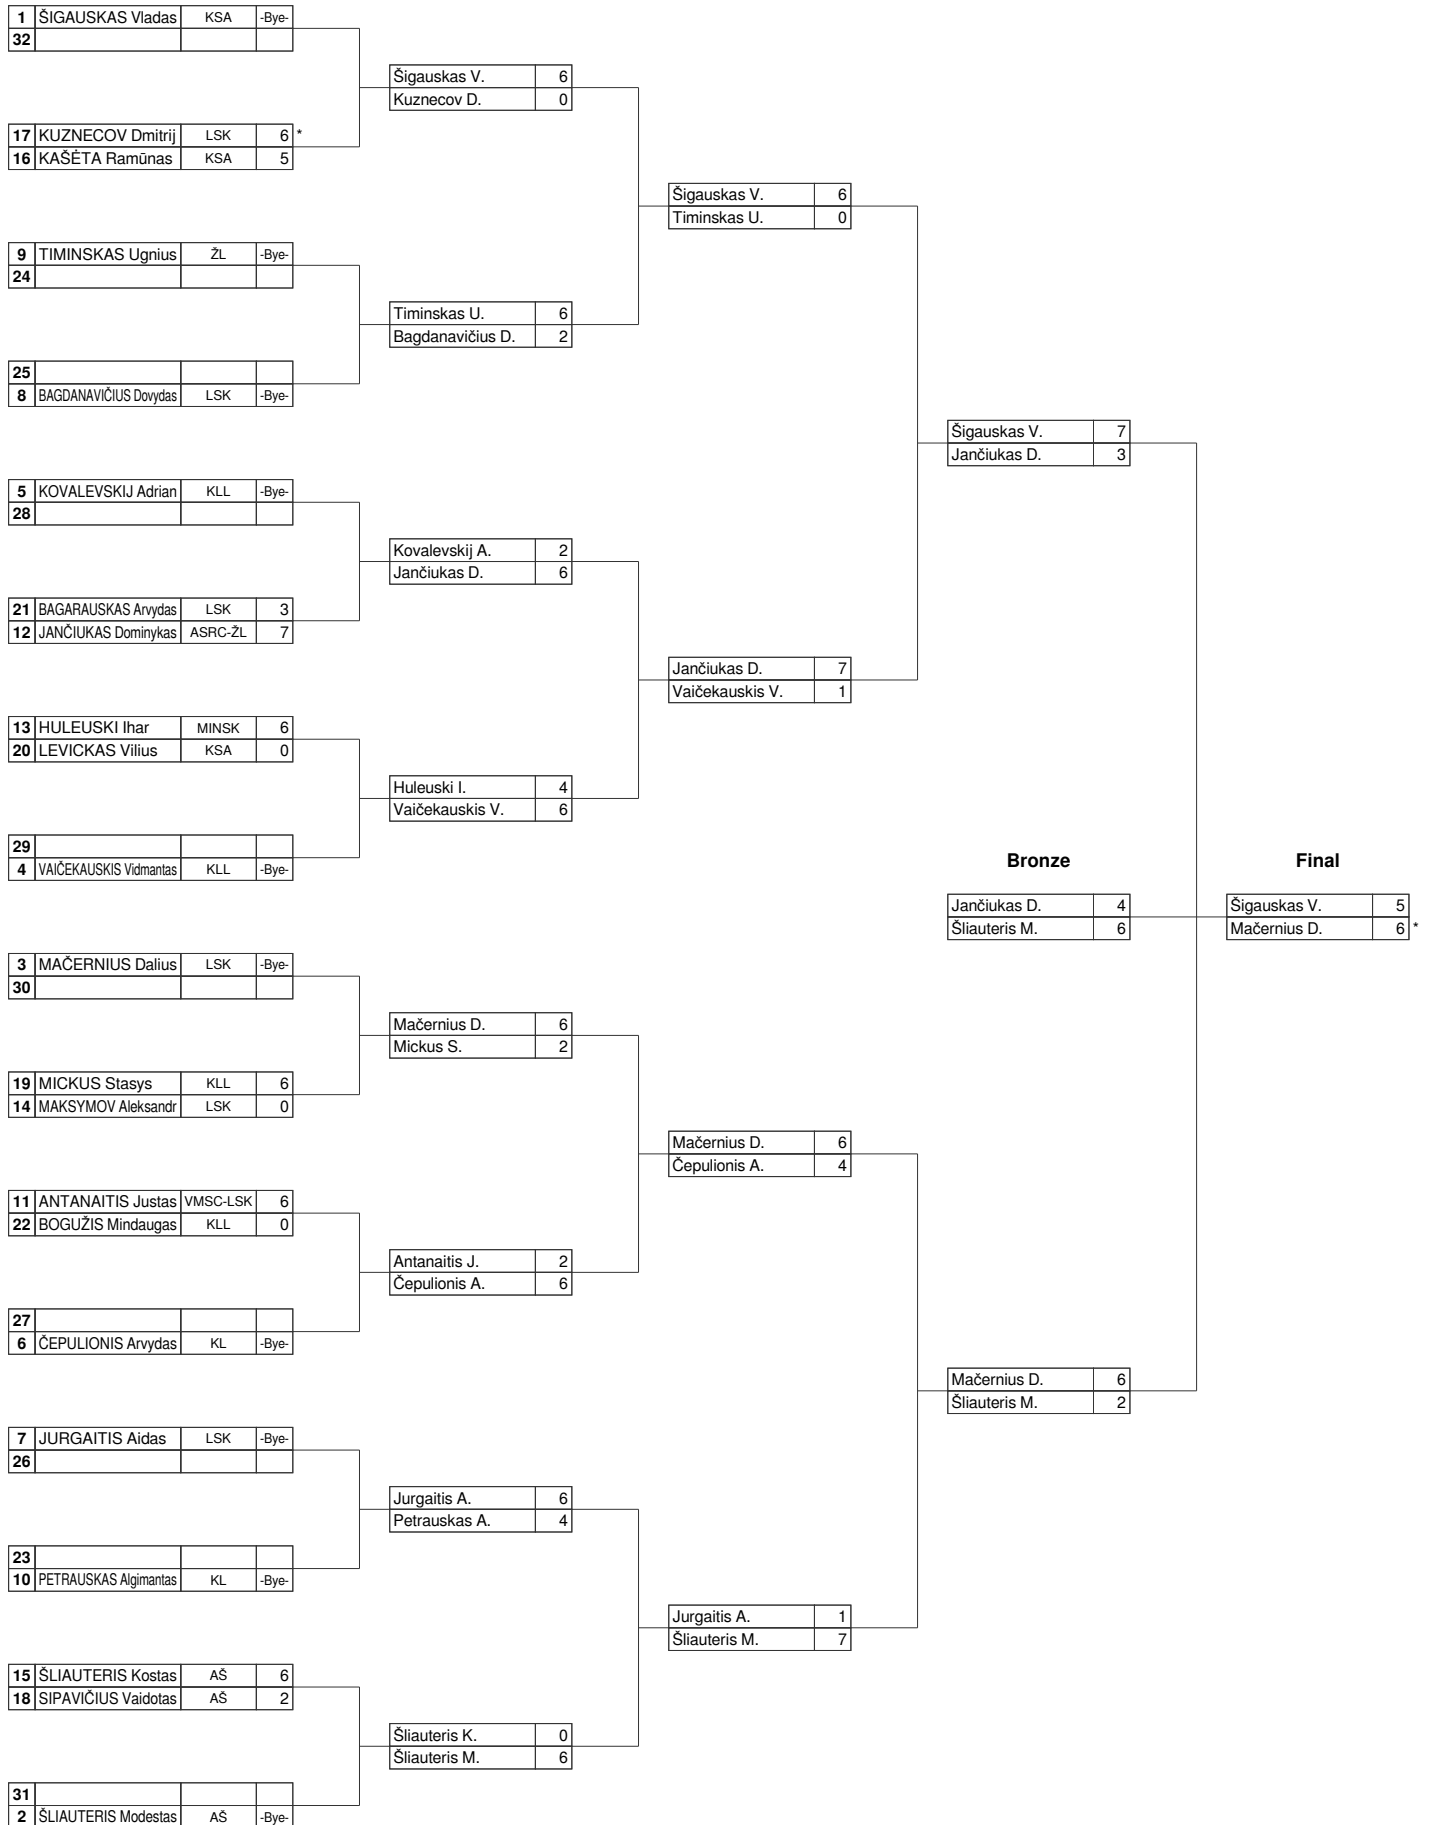 1 ŠIGAUSKAS Vladas KSA -Bye-
32
Šigauskas V. 6
Kuznecov D. 0
17 KUZNECOV Dmitrij LSK 6 *
16 KAŠĖTA Ramūnas KSA 5
Šigauskas V. 6
Timinskas U. 0
9 TIMINSKAS Ugnius ŽL -Bye-
24
Timinskas U. 6
Bagdanavičius D. 2
25
8 BAGDANAVIČIUS Dovydas LSK -Bye-
Šigauskas V. 7
Jančiukas D. 3
5 KOVALEVSKIJ Adrian KLL -Bye-
28
Kovalevskij A. 2
Jančiukas D. 6
21 BAGARAUSKAS Arvydas LSK 3
12 JANČIUKAS Dominykas ASRC-ŽL 7
Jančiukas D. 7
Vaičekauskis V. 1
13 HULEUSKI Ihar MINSK 6
20 LEVICKAS Vilius KSA 0
Huleuski I. 4
Vaičekauskis V. 6
29
4 VAIČEKAUSKIS Vidmantas KLL -Bye-
Bronze Final
Jančiukas D. 4 Šigauskas V. 5
Šliauteris M. 6 Mačernius D. 6 *
3 MAČERNIUS Dalius LSK -Bye-
30
Mačernius D. 6
Mickus S. 2
19 MICKUS Stasys KLL 6
14 MAKSYMOV Aleksandr LSK 0
Mačernius D. 6
Čepulionis A. 4
11 ANTANAITIS Justas VMSC-LSK 6
22 BOGUŽIS Mindaugas KLL 0
Antanaitis J. 2
Čepulionis A. 6
27
6 ČEPULIONIS Arvydas KL -Bye-
Mačernius D. 6
Šliauteris M. 2
7 JURGAITIS Aidas LSK -Bye-
26
Jurgaitis A. 6
Petrauskas A. 4
23
10 PETRAUSKAS Algimantas KL -Bye-
Jurgaitis A. 1
Šliauteris M. 7
15 ŠLIAUTERIS Kostas AŠ 6
18 SIPAVIČIUS Vaidotas AŠ 2
Šliauteris K. 0
Šliauteris M. 6
31
2 ŠLIAUTERIS Modestas AŠ -Bye-